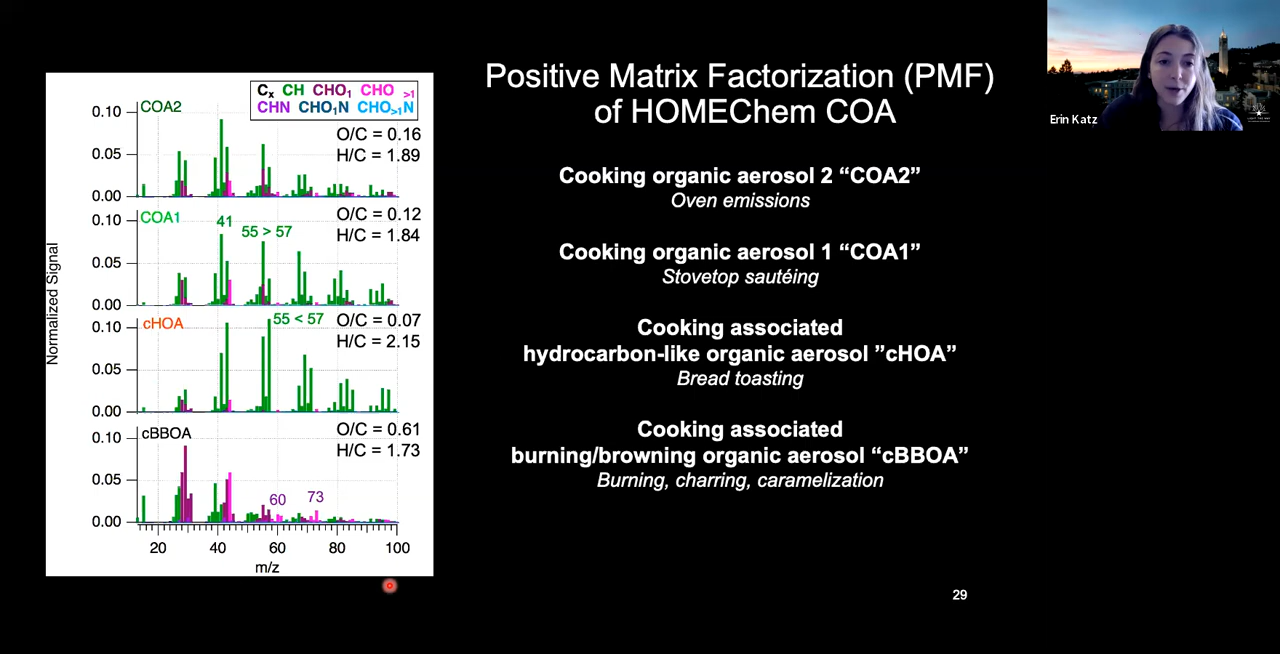 Positive Matrix Factorization (PMF)
of HOMEChem COA
Erin Katz
Cooking organic aerosol 2 “COA2”
Oven emissions
Cooking organic aerosol 1 “COA1”
Stovetop sautéing
Cooking associated
hydrocarbon-like organic aerosol ”cHOA”
Bread toasting
Cooking associated
burning/browning organic aerosol “cBBOA”
Burning, charring, caramelization
29
Cx CH CHO1 CHO >1
CHN CHO1N CHO>1N
COA2
O/C = 0.16
H/C = 1.89
0.10
0.05
0.00
COA1
41
55 > 57
O/C = 0.12
H/C = 1.84
0.10
0.05
0.00
cHOA
55 < 57
O/C = 0.07
H/C = 2.15
0.10
0.05
0.00
cBBOA
O/C = 0.61
H/C = 1.73
60
73
0.10
0.05
0.00
Normalized Signal
20 40 60 80 100
m/z